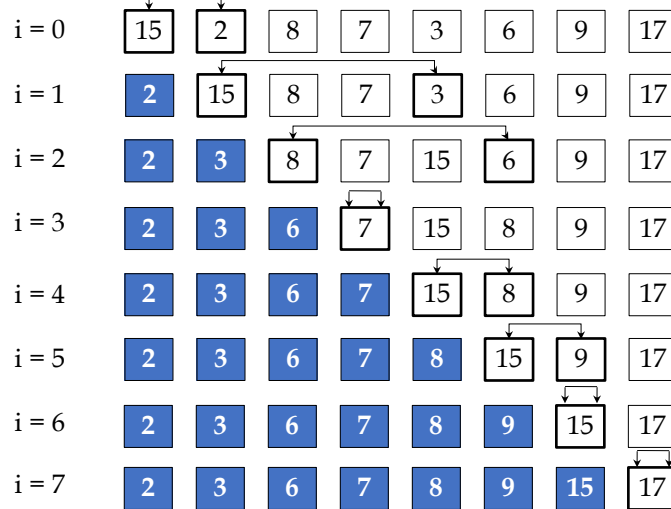 i = 0 15 2 8 7 3 6 9 17
i = 1 2 15 8 7 3 6 9 17
i = 2 2 3 8 7 15 6 9 17
i = 3 2 3 6 7 15 8 9 17
i = 4 2 3 6 7 15 8 9 17
i = 5 2 3 6 7 8 15 9 17
i = 6 2 3 6 7 8 9 15 17
i = 7 2 3 6 7 8 9 15 17